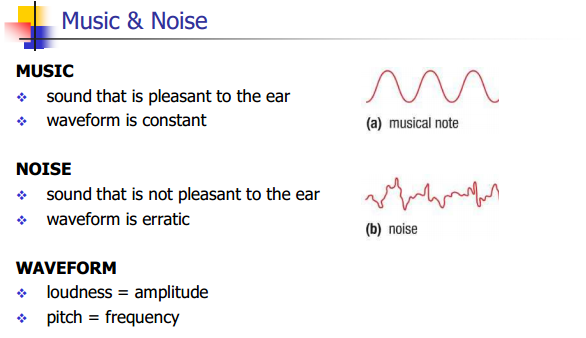 Music & Noise
MUSIC
sound that is pleasant to the ear
waveform is constant
(a) musical note
NOISE
sound that is not pleasant to the ear
waveform is erratic
(b) noise
WAVEFORM
loudness = amplitude
pitch = frequency